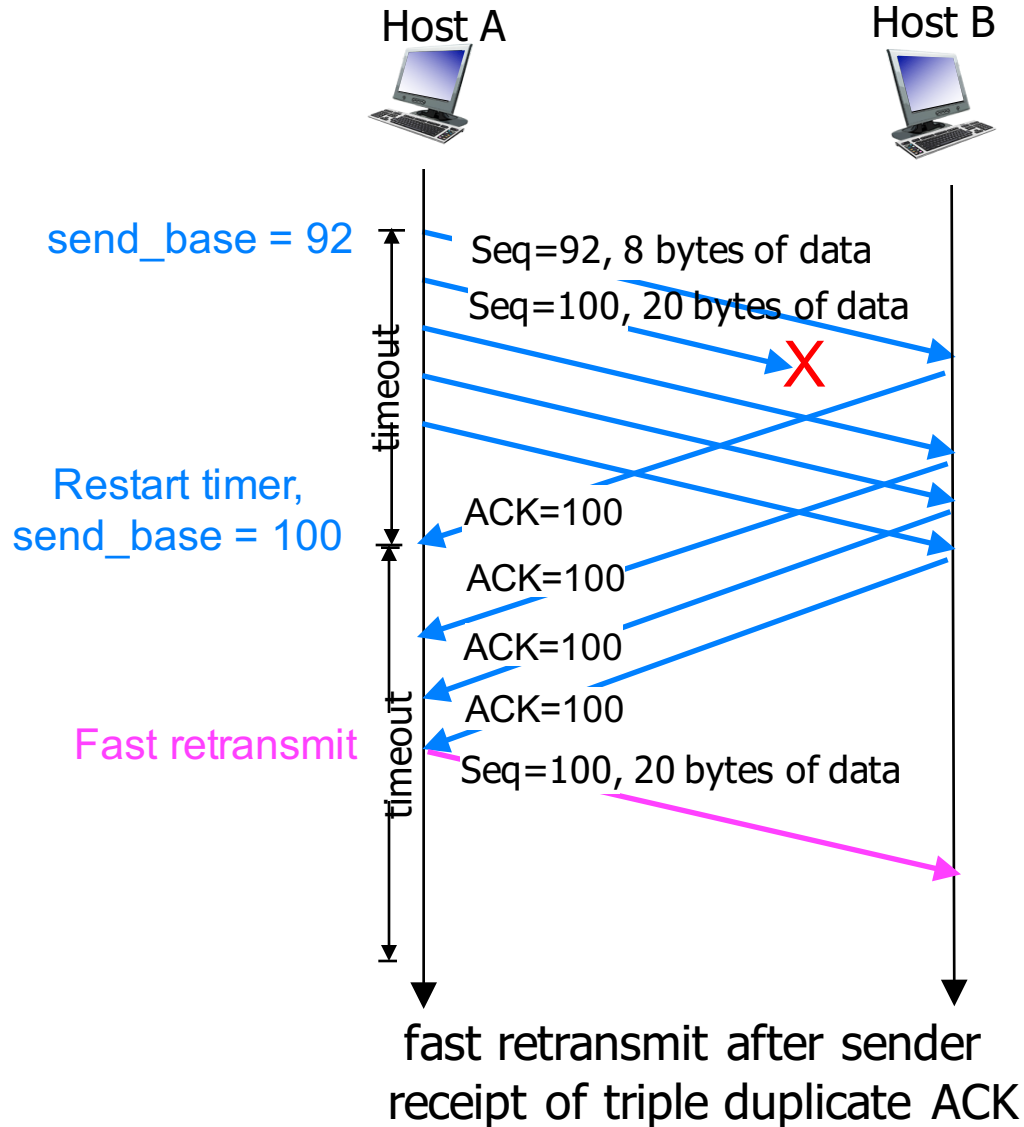 Host A
Host B
send_base = 92
Seq=92, 8 bytes of data
Seq=100, 20 bytes of data
X
timeout
Restart timer,
send_base = 100
ACK=100
ACK=100
ACK=100
ACK=100
timeout
Fast retransmit
Seq=100, 20 bytes of data
fast retransmit after sender
receipt of triple duplicate ACK